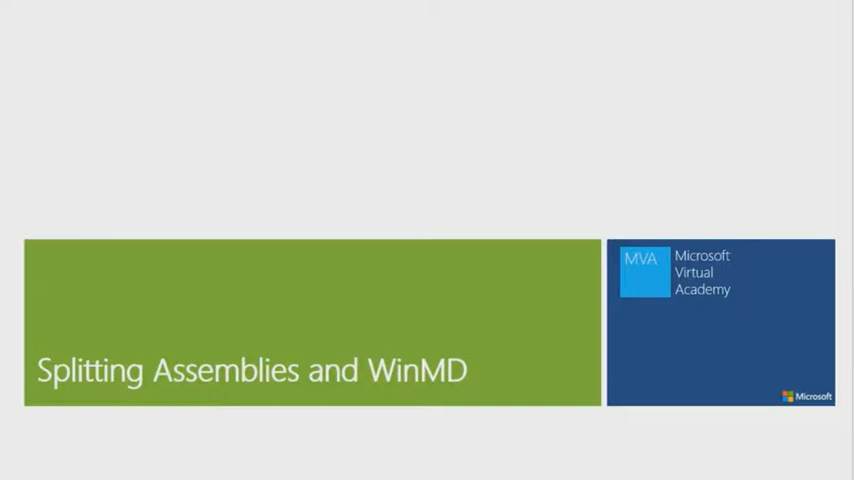 Splitting Assemblies and WinMD
MVA
Microsoft
Virtual
Academy
Microsoft